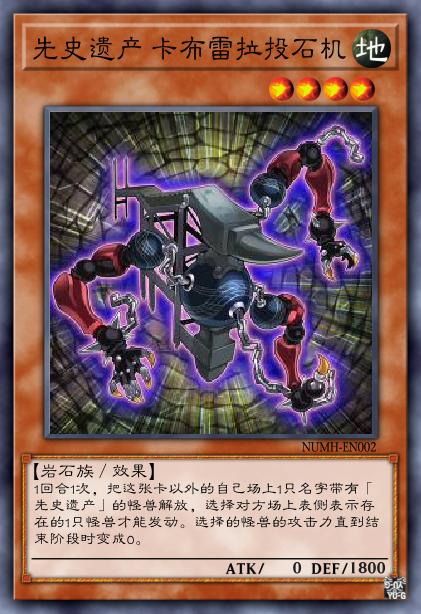 先史遗产 卡布雷拉投石机 地
NUMH-EN002
【岩石族／效果】
1回合1次，把这张卡以外的自己场上1只名字带有「
先史遗产」的怪兽解放，选择对方场上表侧表示存
在的1只怪兽才能发动。选择的怪兽的攻击力直到结
束阶段时变成0。
ATK/ 0 DEF/1800